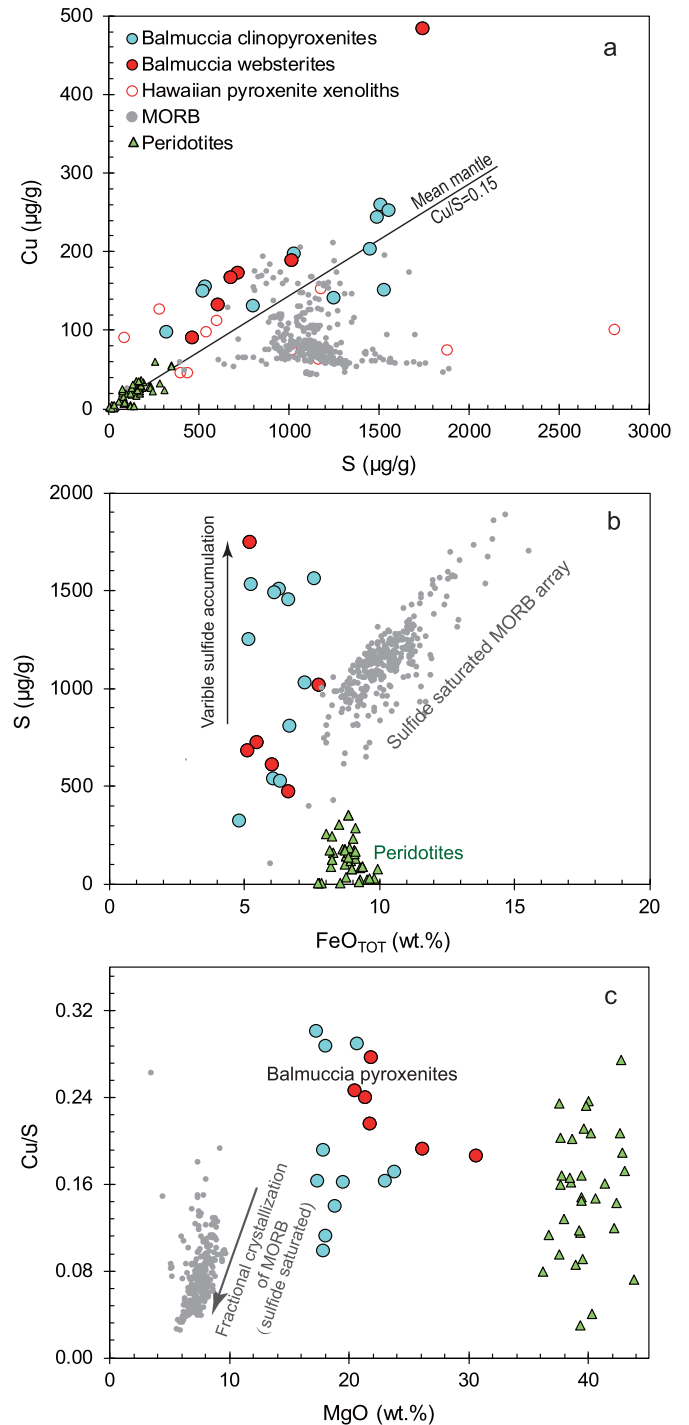 500
400
300
200
100
0
Cu (µg/g)
Balmuccia clinopyroxenites
Balmuccia websterites
Hawaiian pyroxenite xenoliths
MORB
Peridotites
a
Mean mantle
Cu/S=0.15
0 500 1000 1500 2000 2500 3000
S (µg/g)
2000
1500
1000
500
0
S (µg/g)
b
Varible sulfide accumulation
Sulfide saturated MORB array
Peridotites
0 5 10 15 20
FeOTOT (wt.%)
0.32
0.24
0.16
0.08
0.00
Cu/S
c
Balmuccia pyroxenites
Fractional crystallization
of MORB
(sulfide saturated)
0 10 20 30 40
MgO (wt.%)